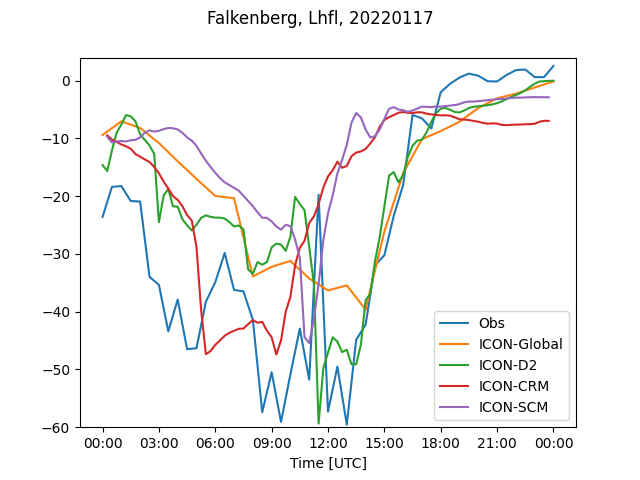 Falkenberg, Lhfl, 20220117
0
−10
−20
−30
−40
−50
−60
00:00 03:00 06:00 09:00 12:00 15:00 18:00 21:00 00:00
Time [UTC]
Obs
ICON-Global
ICON-D2
ICON-CRM
ICON-SCM